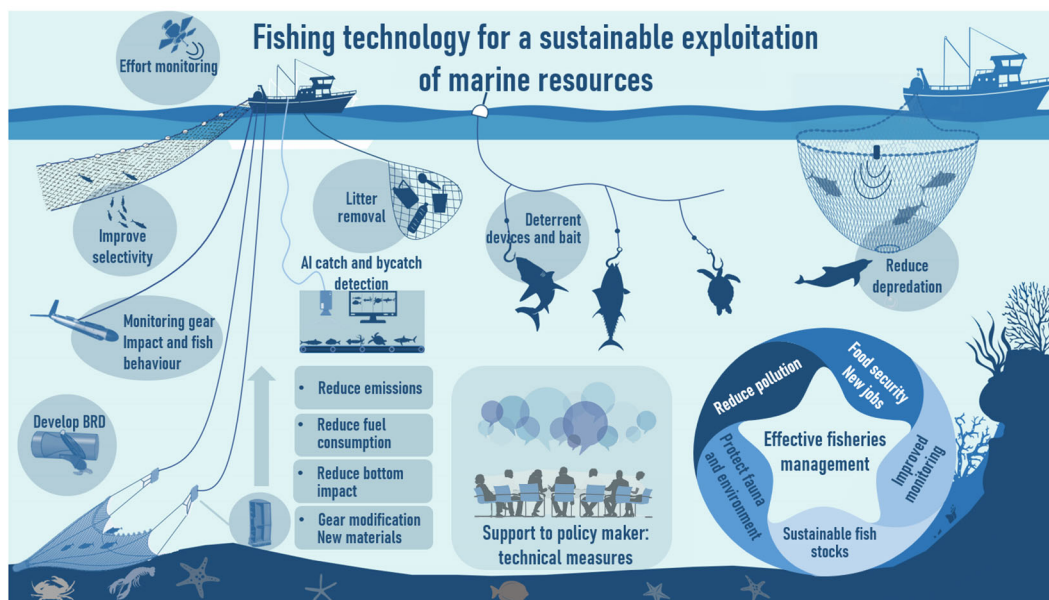 Fishing technology for a sustainable exploitation
of marine resources
Effort monitoring
Improve
selectivity
Litter
removal
Deterrent
devices and bait
Reduce
depredation
AI catch and bycatch
detection
Monitoring gear
Impact and fish
behaviour
Develop BRD
• Reduce emissions
• Reduce fuel
consumption
• Reduce bottom
impact
• Gear modification
New materials
Support to policy maker:
technical measures
Effective fisheries
management
Reduce pollution
Food security
New jobs
Improved
monitoring
Sustainable fish
stocks
Protect fauna
and environment